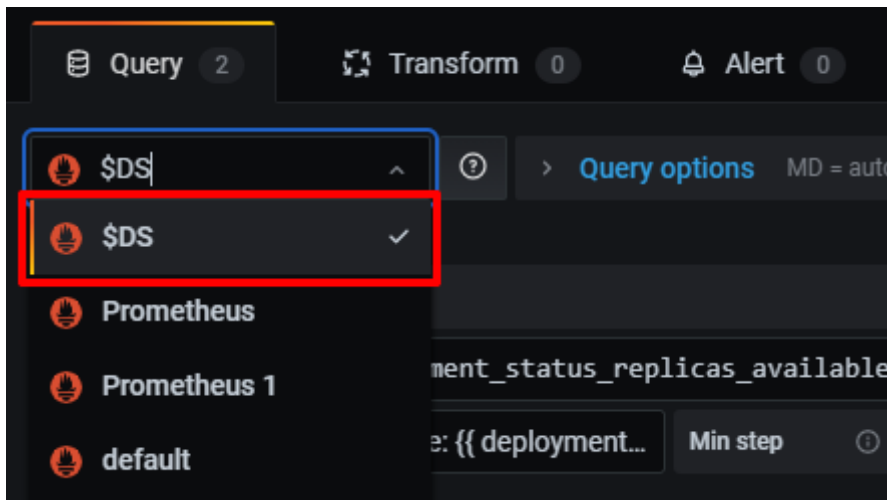 Query 2 Transform 0 Alert 0
$DS Query options MD = auto
$DS
Prometheus
Prometheus 1
ment_status_replicas_available
e: {{ deployment... Min step
default